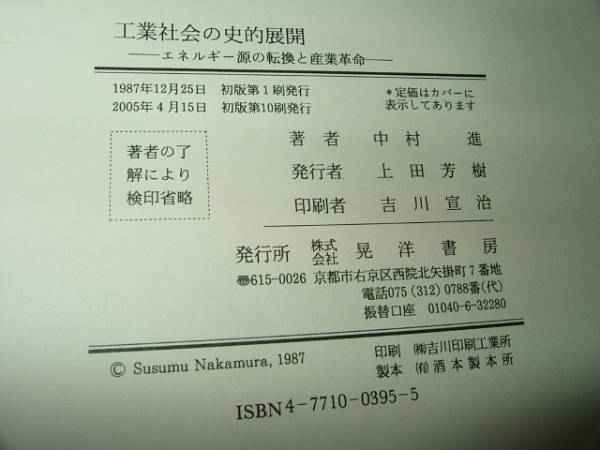 工業社会の史的展開
――エネルギー源の転換と産業革命――
1987年12月25日 初版第1刷発行
2005年4月15日 初版第10刷発行
*定価はカバーに
表示してあります
著者の了
解により
検印省略
著者 中村 進
発行者 上田芳樹
印刷者 吉川宣治
発行所 株式会社 晃洋書房
〠615-0026 京都市右京区西院北矢掛町7番地
電話075(312)0788番(代)
振替口座 01040-6-32280
© Susumu Nakamura, 1987
印刷 ㈱吉川印刷工業所
製本 ㈲酒本製本所
ISBN4-7710-0395-5